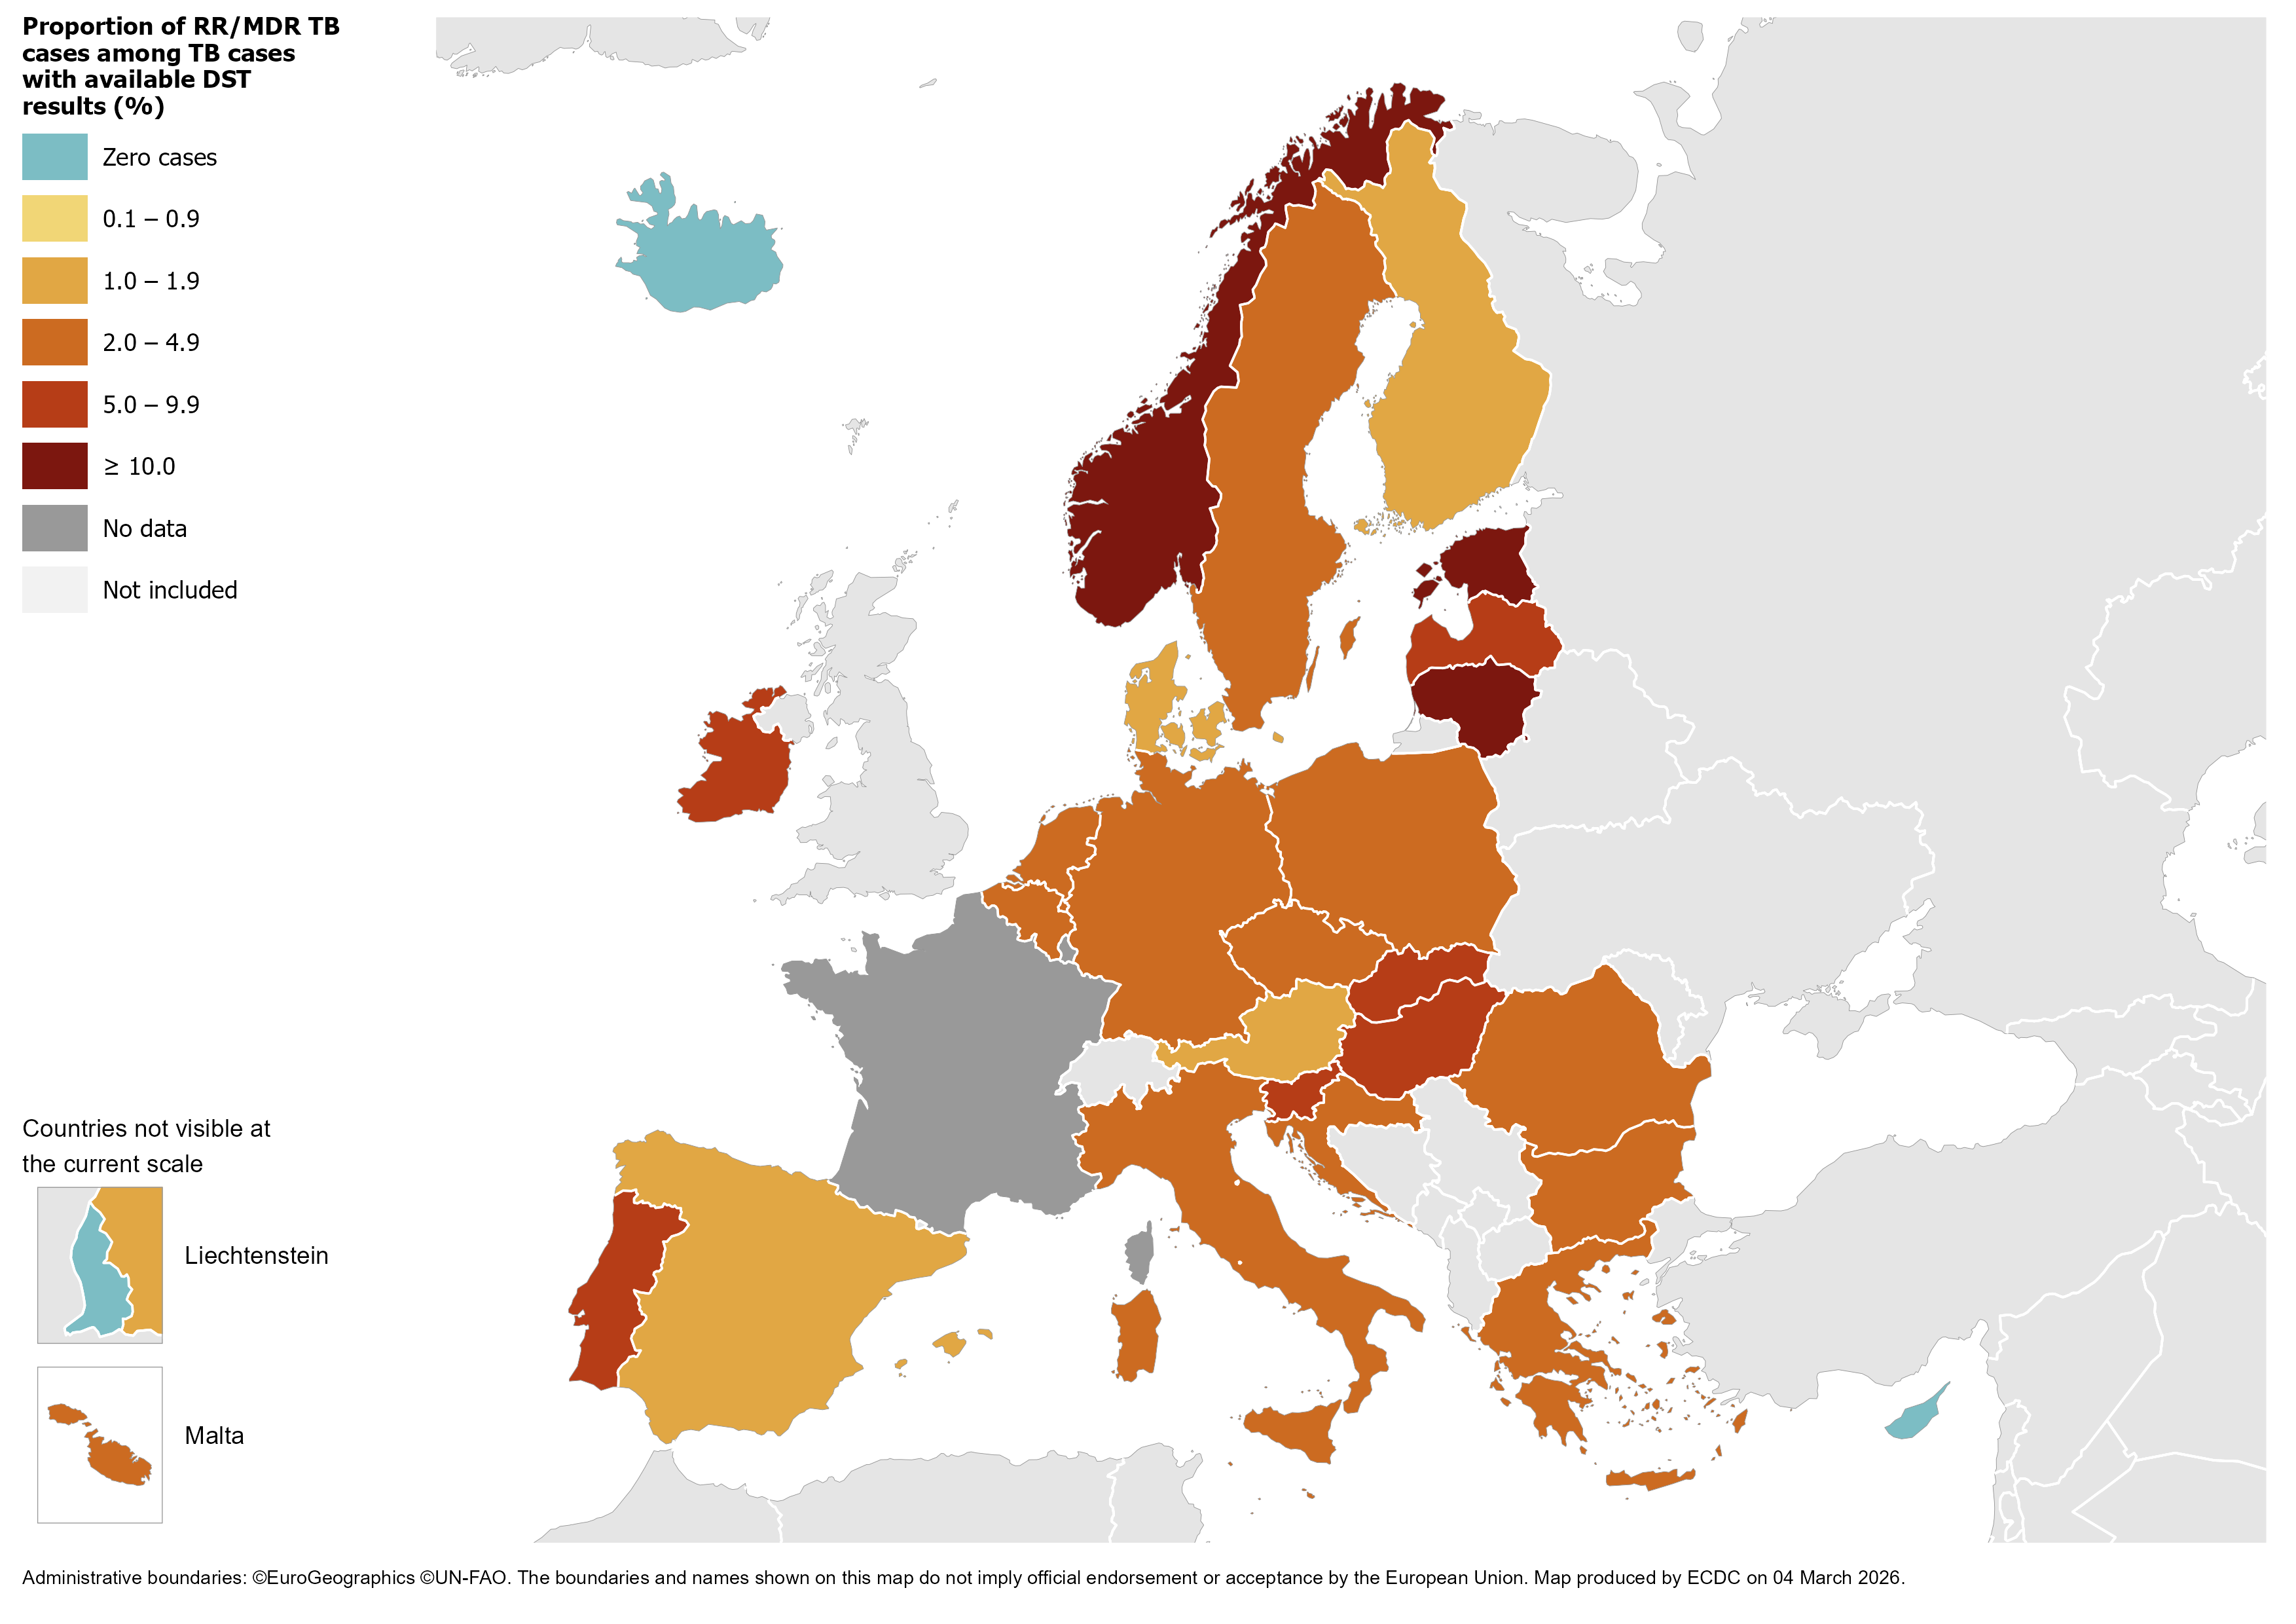 Proportion of RR/MDR TB
cases among TB cases
with available DST
results (%)
Zero cases
0.1 – 0.9
1.0 – 1.9
2.0 – 4.9
5.0 – 9.9
≥ 10.0
No data
Not included
Countries not visible at
the current scale
Liechtenstein
Malta
Administrative boundaries: ©EuroGeographics ©UN-FAO. The boundaries and names shown on this map do not imply official endorsement or acceptance by the European Union. Map produced by ECDC on 04 March 2026.